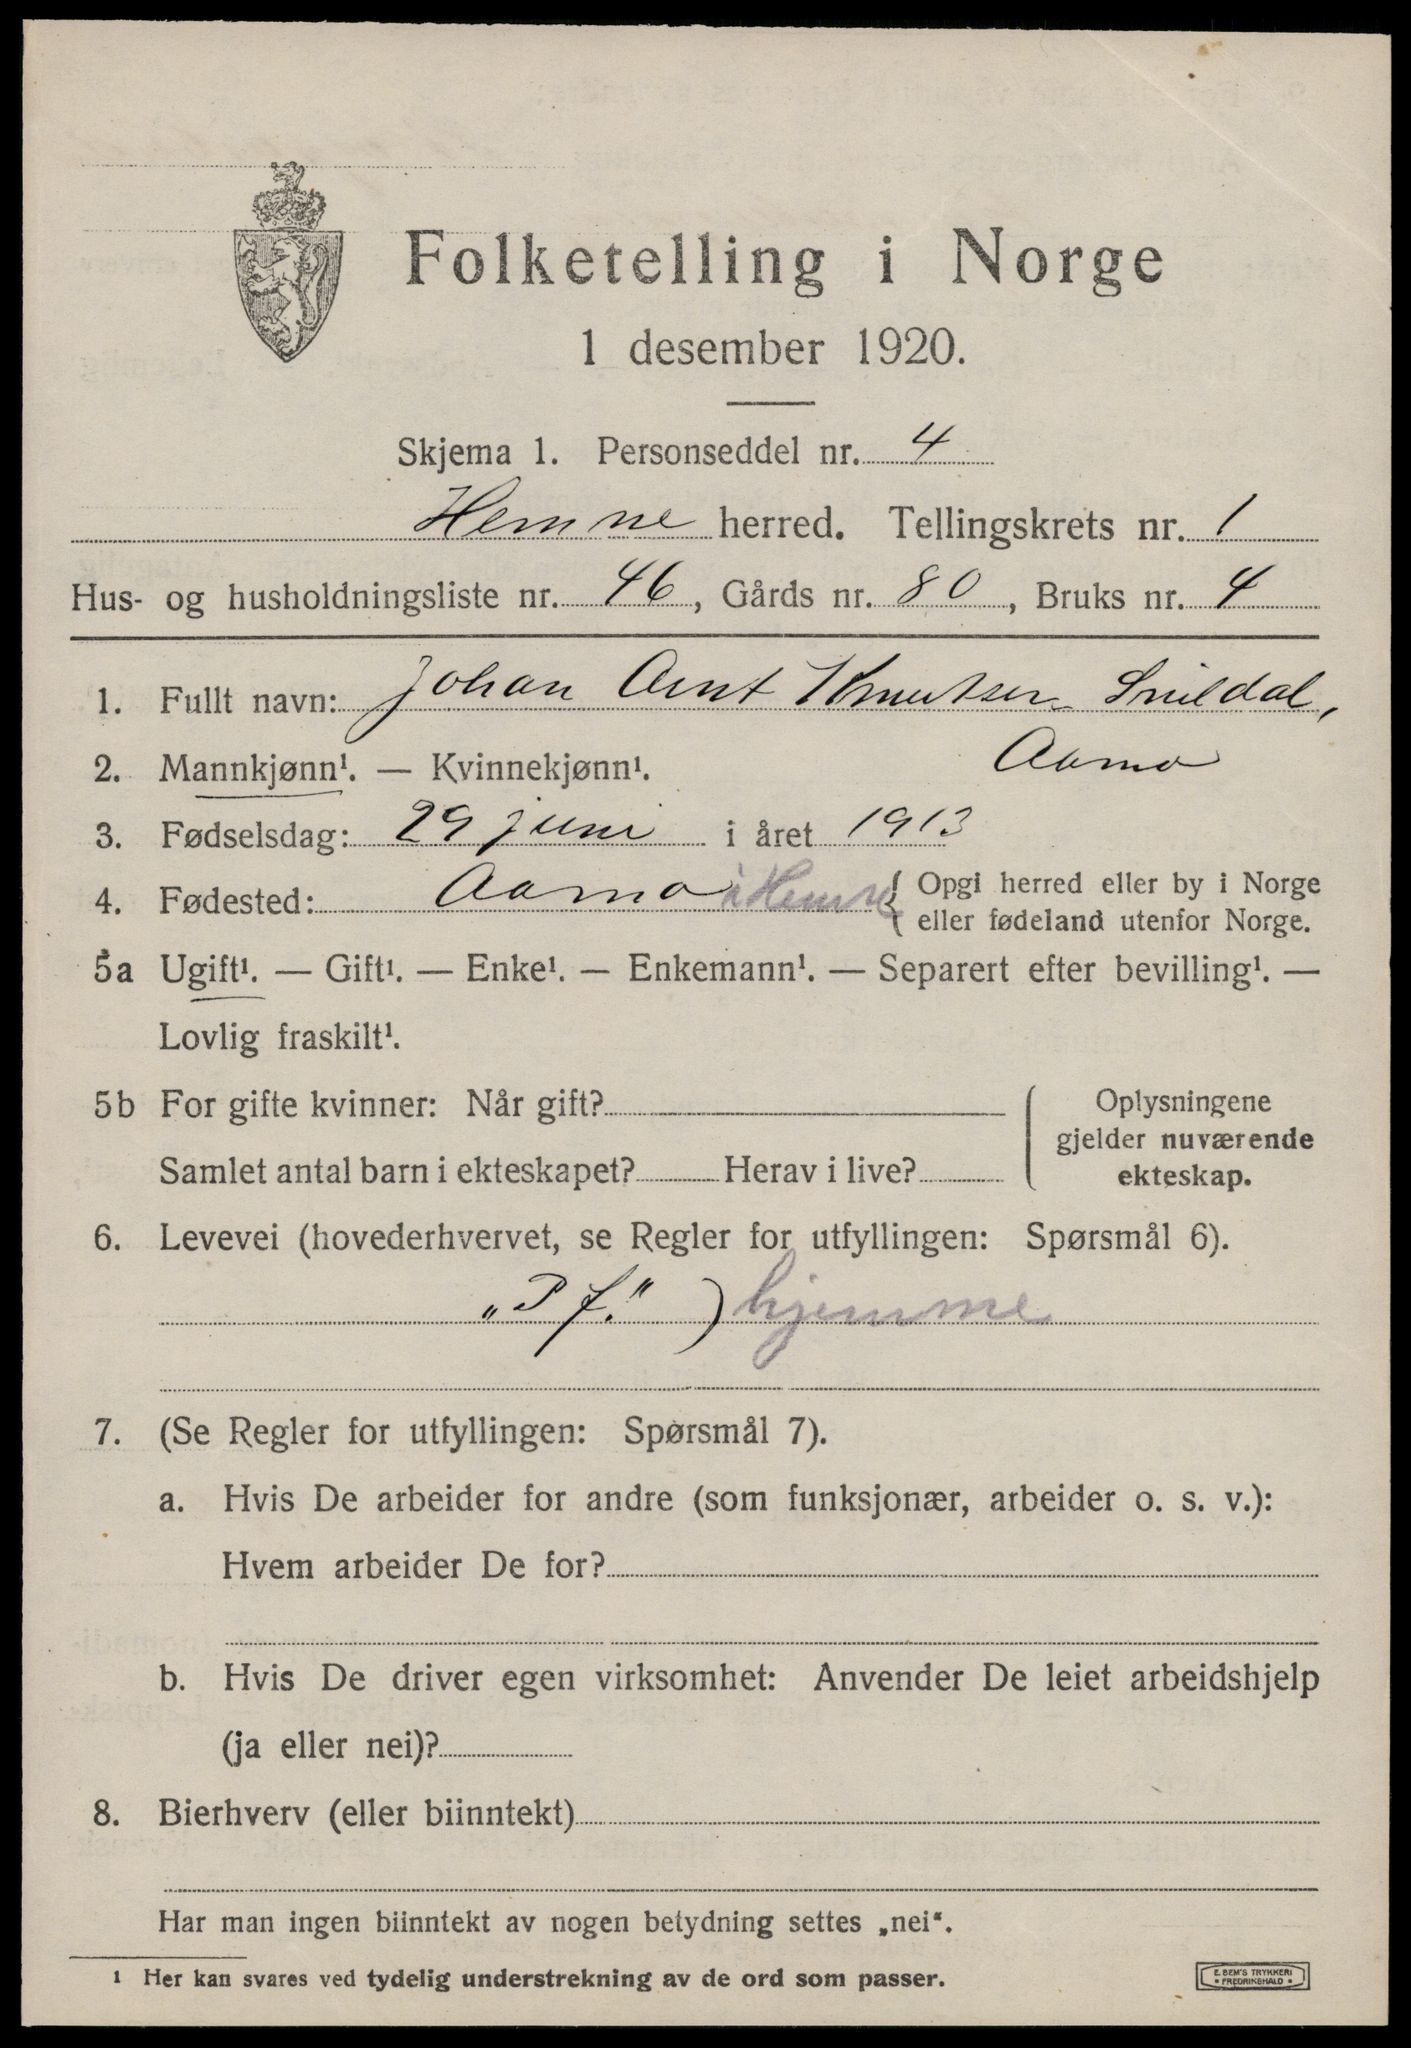 Folketelling i Norge
1 desember 1920.
Skjema 1. Personseddel nr. 4
Hemne herred. Tellingskrets nr. 1
Hus- og husholdningsliste nr. 46, Gårds nr. 80, Bruks nr. 4
1. Fullt navn: Johan Arnt Knutsen Snildal,
Aamo
2. Mannkjønn¹. — Kvinnekjønn¹.
3. Fødselsdag: 29 juni i året 1913
4. Fødested: Aamo i Hemne { Opgi herred eller by i Norge
eller fødeland utenfor Norge.
5a Ugift¹. — Gift¹. — Enke¹. — Enkemann¹. — Separert efter bevilling¹. —
Lovlig fraskilt¹.
5b For gifte kvinner: Når gift?
Samlet antal barn i ekteskapet? Herav i live?
Oplysningene
gjelder nuværende
ekteskap.
6. Levevei (hovederhvervet, se Regler for utfyllingen: Spørsmål 6).
„P f.“ ) hjemme
7. (Se Regler for utfyllingen: Spørsmål 7).
a. Hvis De arbeider for andre (som funksjonær, arbeider o. s. v.):
Hvem arbeider De for?
b. Hvis De driver egen virksomhet: Anvender De leiet arbeidshjelp
(ja eller nei)?
8. Bierhverv (eller biinntekt)
Har man ingen biinntekt av nogen betydning settes „nei“.
¹ Her kan svares ved tydelig understrekning av de ord som passer.
E. SEM'S TRYKKERI
• FREDRIKSHALD •